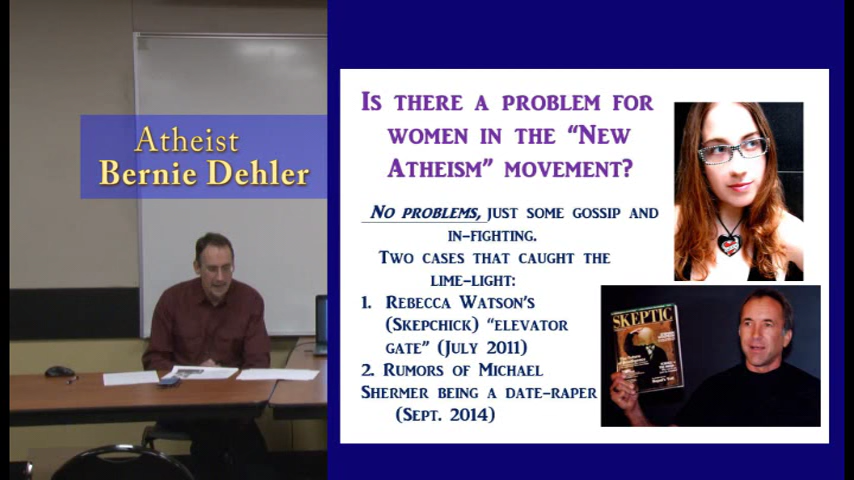 Atheist
Bernie Dehler
IS THERE A PROBLEM FOR
WOMEN IN THE “NEW
ATHEISM” MOVEMENT?
NO PROBLEMS, JUST SOME GOSSIP AND
IN-FIGHTING.
TWO CASES THAT CAUGHT THE
LIME-LIGHT:
1. REBECCA WATSON'S
(SKEPCHICK) “ELEVATOR
GATE” (JULY 2011)
2. RUMORS OF MICHAEL
SHERMER BEING A DATE-RAPER
(SEPT. 2014)
SKEPTIC